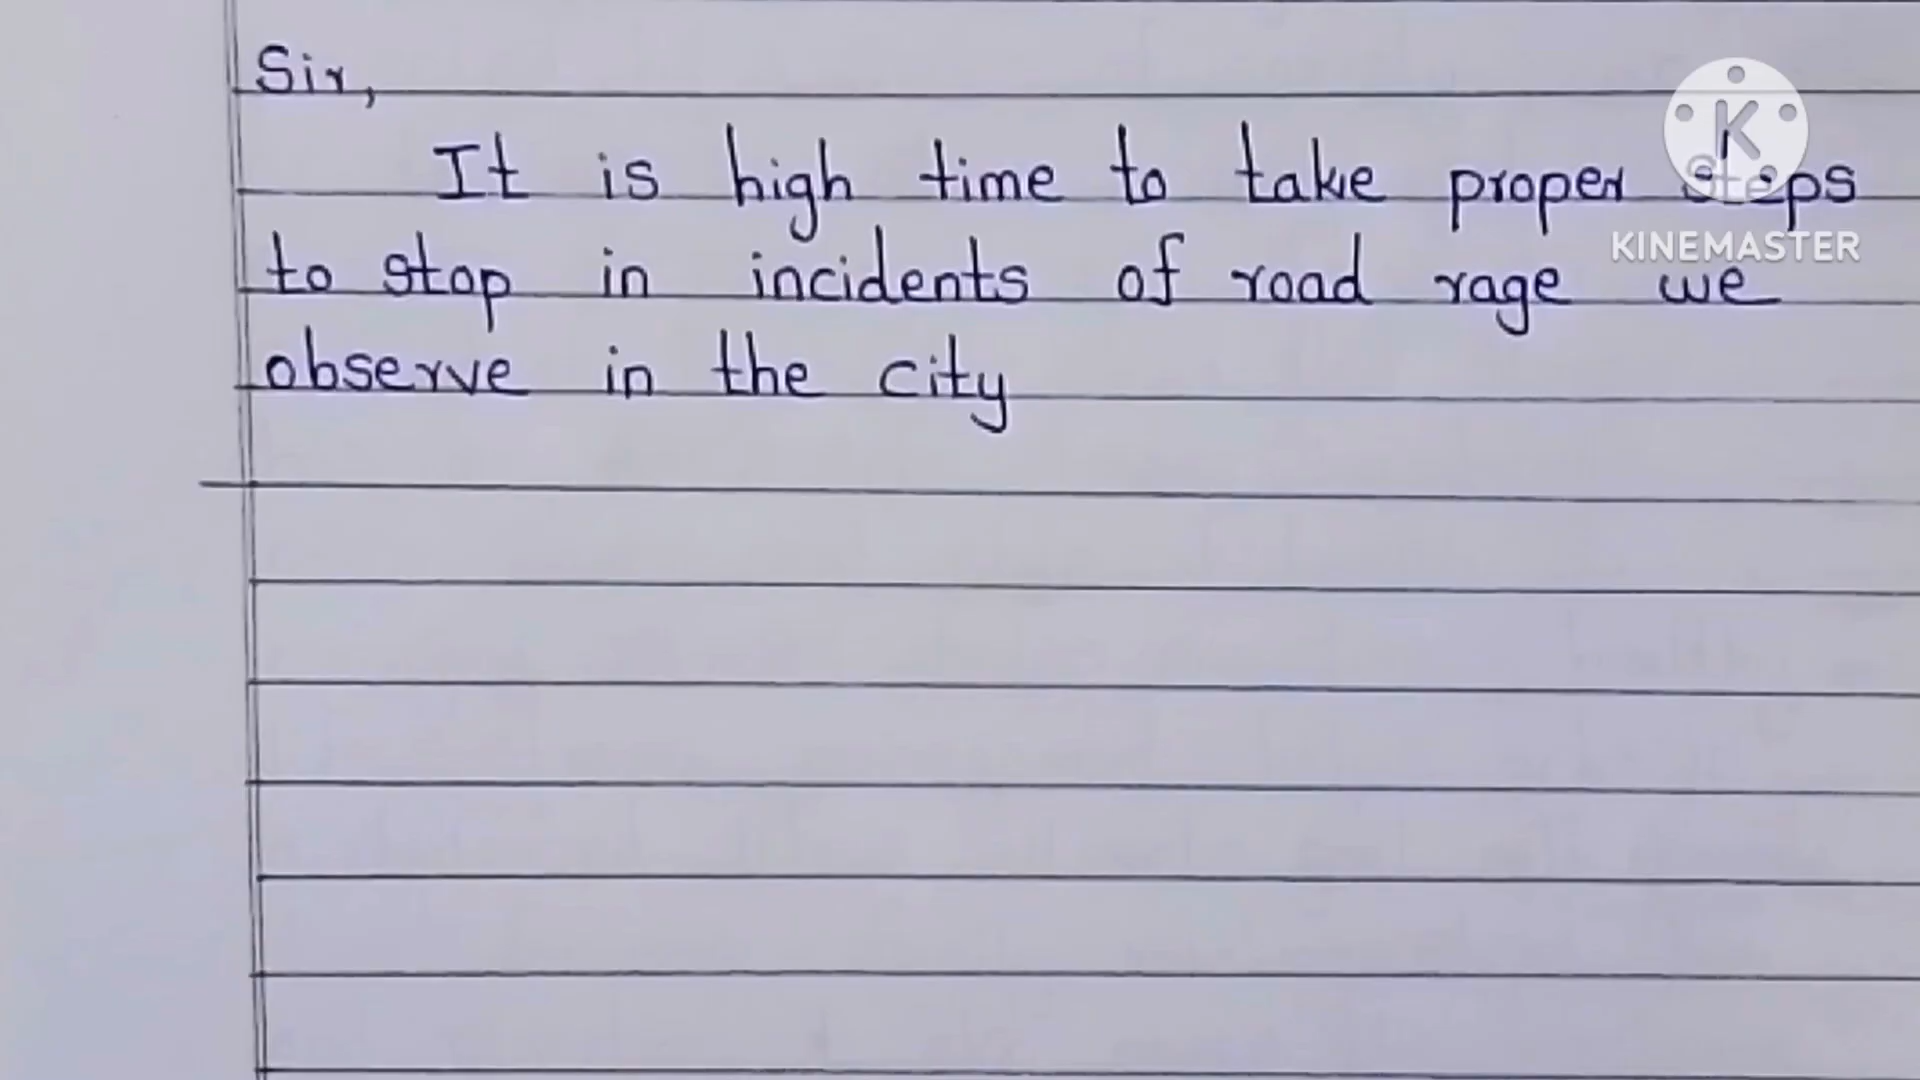 Sir,
It is high time to take proper steps
KINEMASTER
to stop in incidents of road rage we
observe in the city